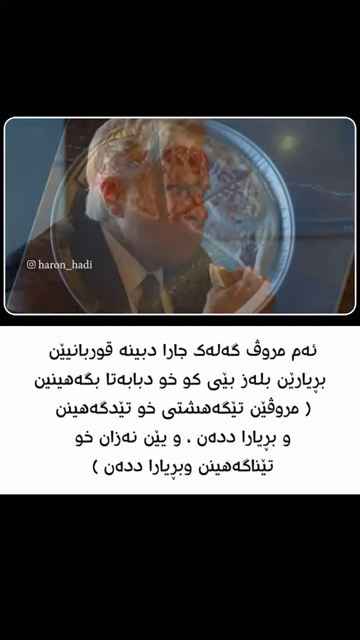 haron_hadi
ئەم مروڤ گەلەک جارا دبینە قوربانیێن
بڕیارێن بلەز بێی کو خو دبابەتا بگەهینین
( مروڤێن تێگەهشتی خو تێدگەهینن
و بڕیارا ددەن ، و یێن نەزان خو
تێناگەهینن وبڕیارا ددەن )